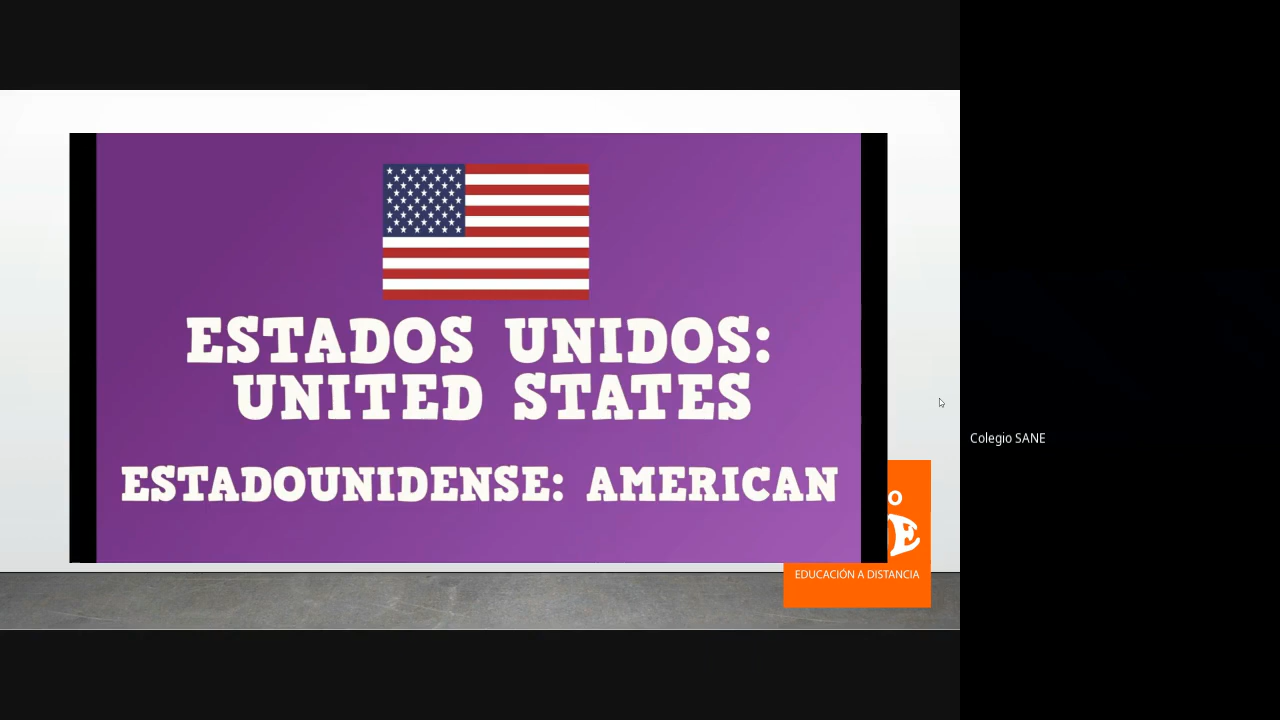 ESTADOS UNIDOS:
UNITED STATES
ESTADOUNIDENSE: AMERICAN
Colegio SANE
O
E
EDUCACIÓN A DISTANCIA